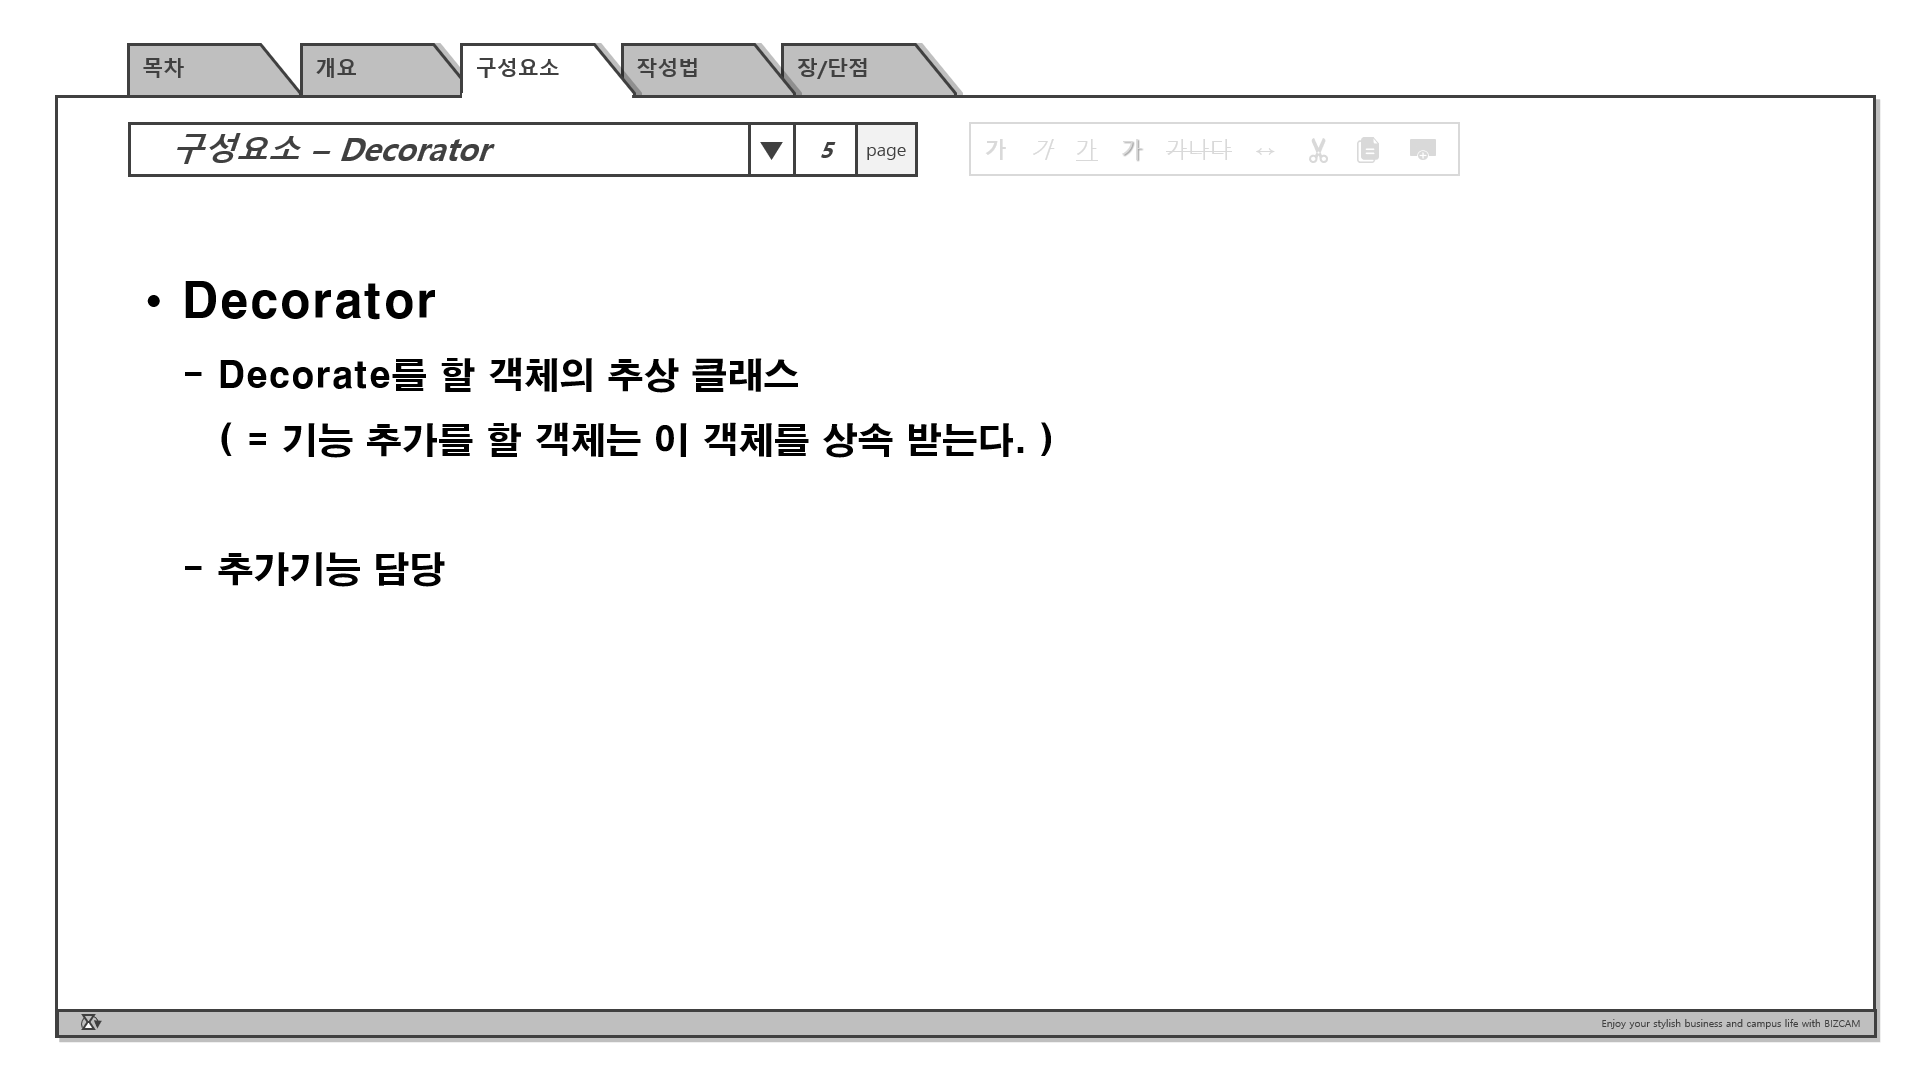 목차
개요
구성요소
작성법
장/단점
구성요소 – Decorator
▼
5
page
가 가 가 가 가나다 ↔
• Decorator
– Decorate를 할 객체의 추상 클래스
( = 기능 추가를 할 객체는 이 객체를 상속 받는다. )
– 추가기능 담당
Enjoy your stylish business and campus life with BIZCAM